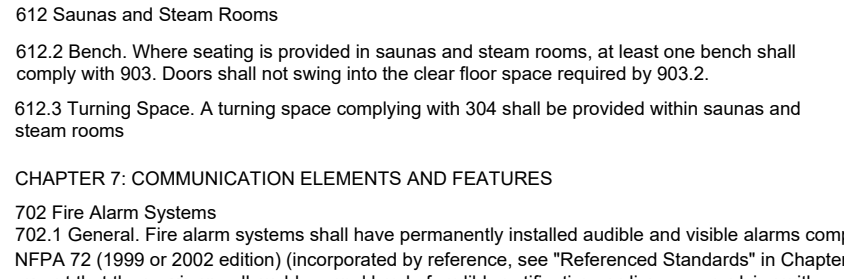 612 Saunas and Steam Rooms
612.2 Bench. Where seating is provided in saunas and steam rooms, at least one bench shall
comply with 903. Doors shall not swing into the clear floor space required by 903.2.
612.3 Turning Space. A turning space complying with 304 shall be provided within saunas and
steam rooms
CHAPTER 7: COMMUNICATION ELEMENTS AND FEATURES
702 Fire Alarm Systems
702.1 General. Fire alarm systems shall have permanently installed audible and visible alarms
NFPA 72 (1999 or 2002 edition) (incorporated by reference, see "Referenced Standards" in Chapter